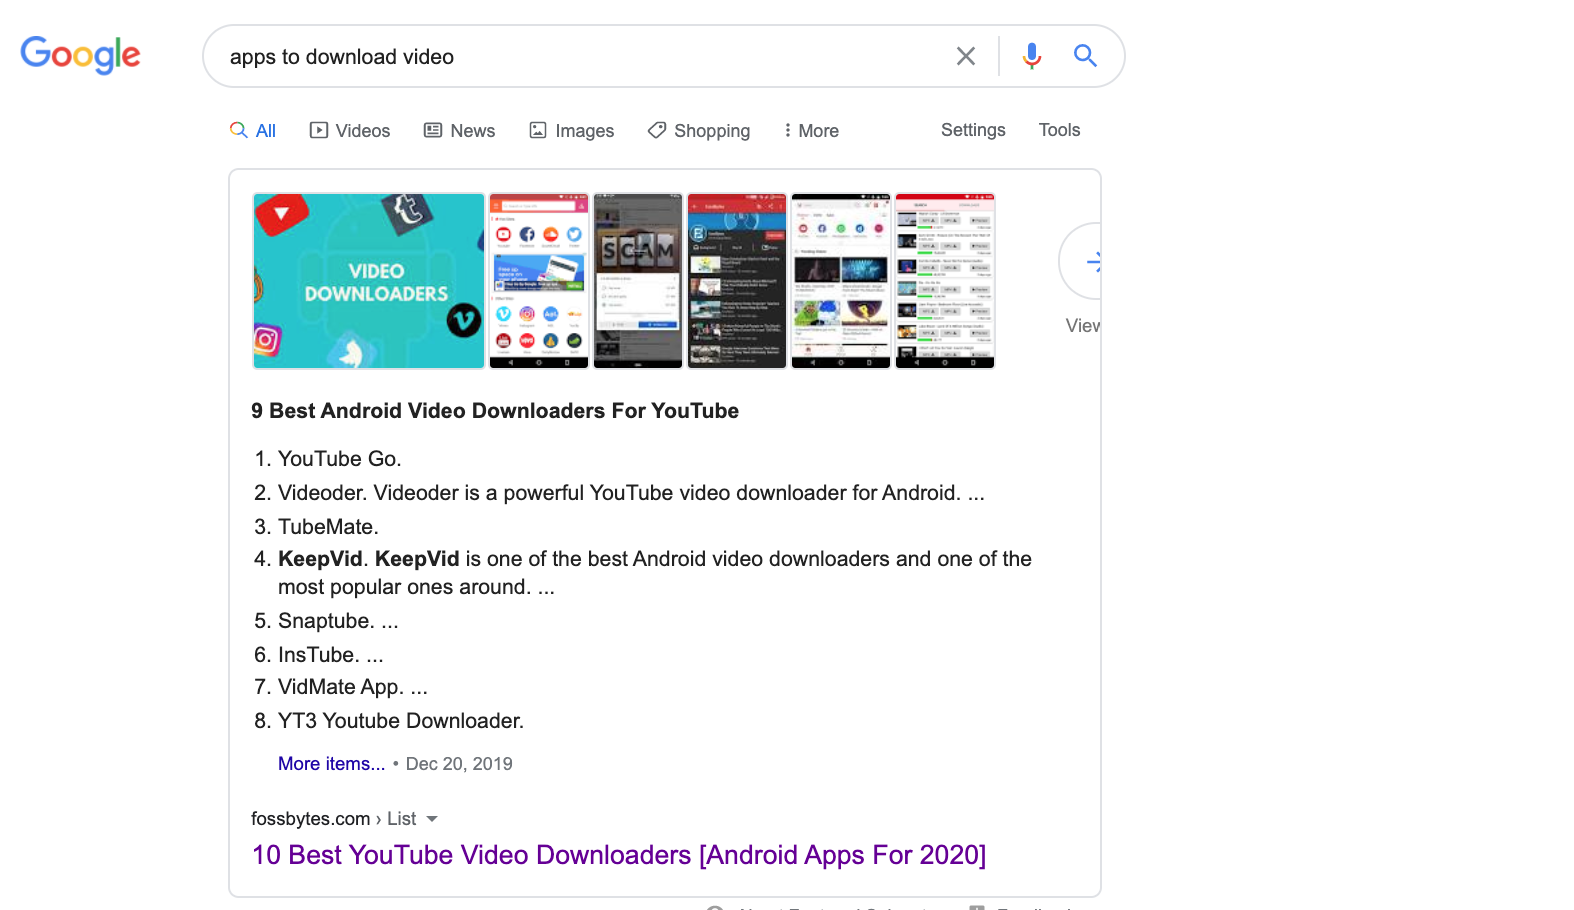 Google
apps to download video
All
Videos
News
Images
Shopping
More
Settings
Tools
VIDEO
DOWNLOADERS
SCAM
View
9 Best Android Video Downloaders For YouTube
1. YouTube Go.
2. Videoder. Videoder is a powerful YouTube video downloader for Android. ...
3. TubeMate.
4. KeepVid. KeepVid is one of the best Android video downloaders and one of the
most popular ones around. ...
5. Snaptube. ...
6. InsTube. ...
7. VidMate App. ...
8. YT3 Youtube Downloader.
More items... • Dec 20, 2019
fossbytes.com › List
10 Best YouTube Video Downloaders [Android Apps For 2020]